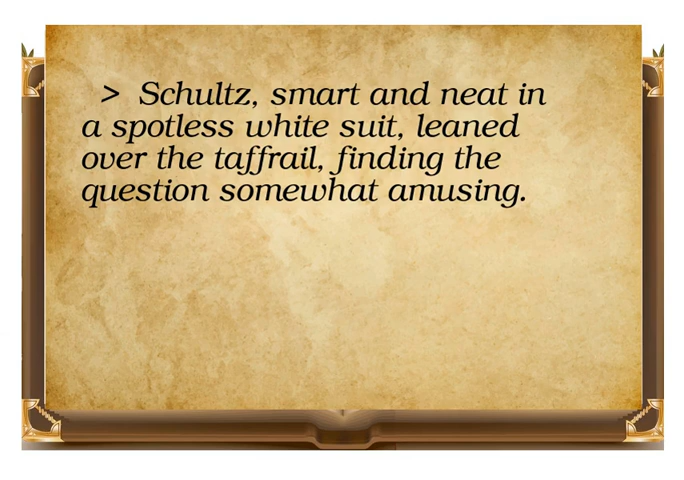 > Schultz, smart and neat in
a spotless white suit, leaned
over the taffrail, finding the
question somewhat amusing.